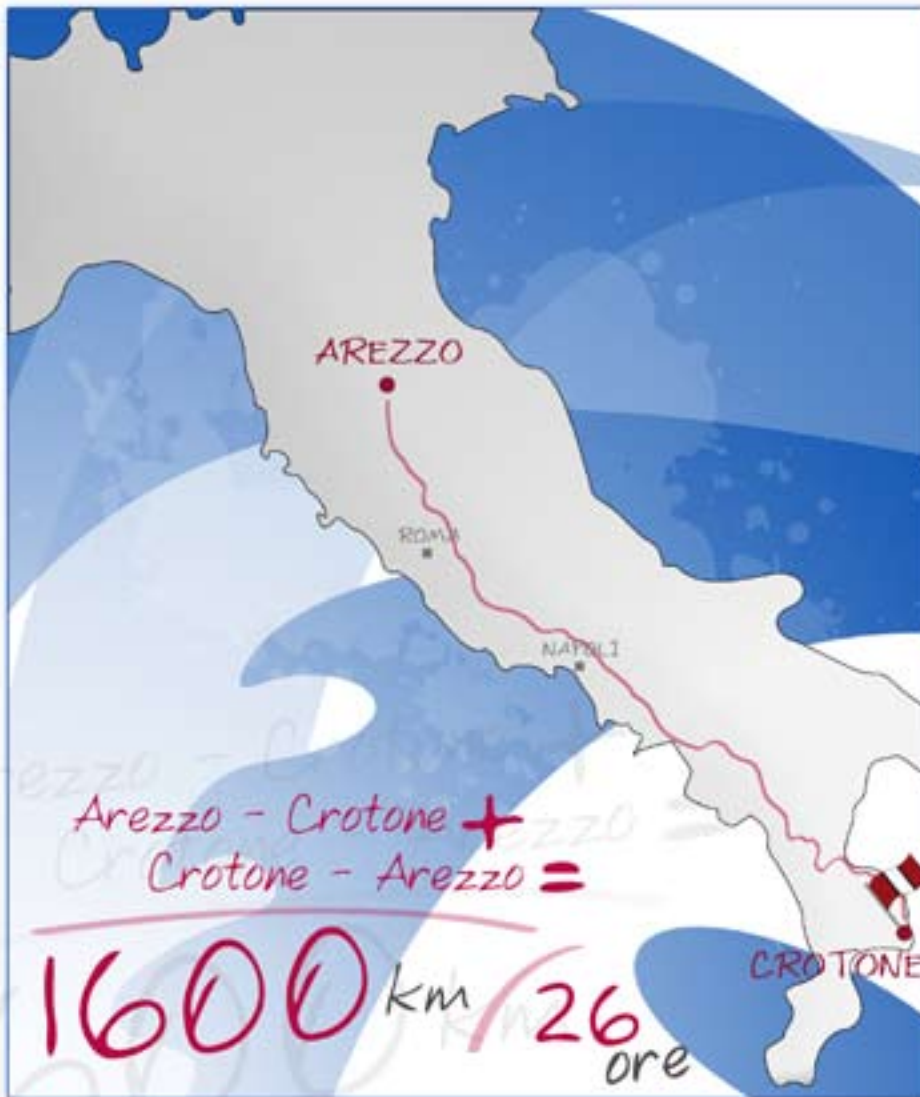 AREZZO
ROMA
NAPOLI
Arezzo - Crotone +
Crotone - Arezzo =
1600 km / 26 ore
CROTONE